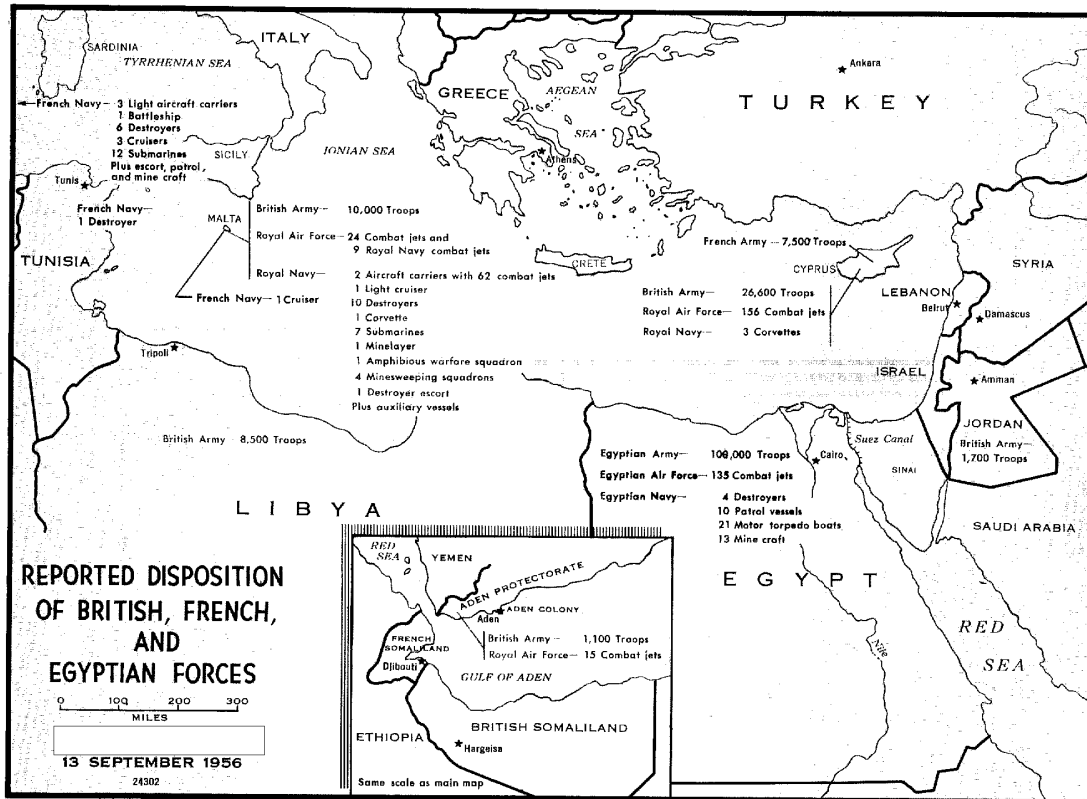 SARDINIA
TYRRHENIAN SEA
ITALY
French Navy— 3 Light aircraft carriers
1 Battleship
6 Destroyers
3 Cruisers
12 Submarines
Plus escort, patrol,
and mine craft
SICILY
Tunis
French Navy—
1 Destroyer
TUNISIA
MALTA
IONIAN SEA
GREECE
AEGEAN
SEA
Athens
CRETE
Ankara
TURKEY
British Army— 10,000 Troops
Royal Air Force— 24 Combat jets and
9 Royal Navy combat jets
Royal Navy— 2 Aircraft carriers with 62 combat jets
1 Light cruiser
10 Destroyers
1 Corvette
7 Submarines
1 Minelayer
1 Amphibious warfare squadron
4 Minesweeping squadrons
1 Destroyer escort
Plus auxiliary vessels
French Navy— 1 Cruiser
French Army— 7,500 Troops
CYPRUS
British Army— 26,600 Troops
Royal Air Force— 156 Combat jets
Royal Navy— 3 Corvettes
SYRIA
LEBANON
Beirut
Damascus
ISRAEL
Amman
JORDAN
British Army—
1,700 Troops
Tripoli
British Army— 8,500 Troops
LIBYA
Egyptian Army— 108,000 Troops
Egyptian Air Force— 135 Combat jets
Egyptian Navy— 4 Destroyers
10 Patrol vessels
21 Motor torpedo boats
13 Mine craft
Suez Canal
Cairo
SINAI
SAUDI ARABIA
EGYPT
Nile
RED
SEA
REPORTED DISPOSITION
OF BRITISH, FRENCH,
AND
EGYPTIAN FORCES
0 100 200 300
MILES
13 SEPTEMBER 1956
24302
RED
SEA
YEMEN
ADEN PROTECTORATE
ADEN COLONY
Aden
British Army— 1,100 Troops
Royal Air Force— 15 Combat jets
FRENCH
SOMALILAND
Djibouti
GULF OF ADEN
ETHIOPIA
BRITISH SOMALILAND
Hargeisa
Same scale as main map